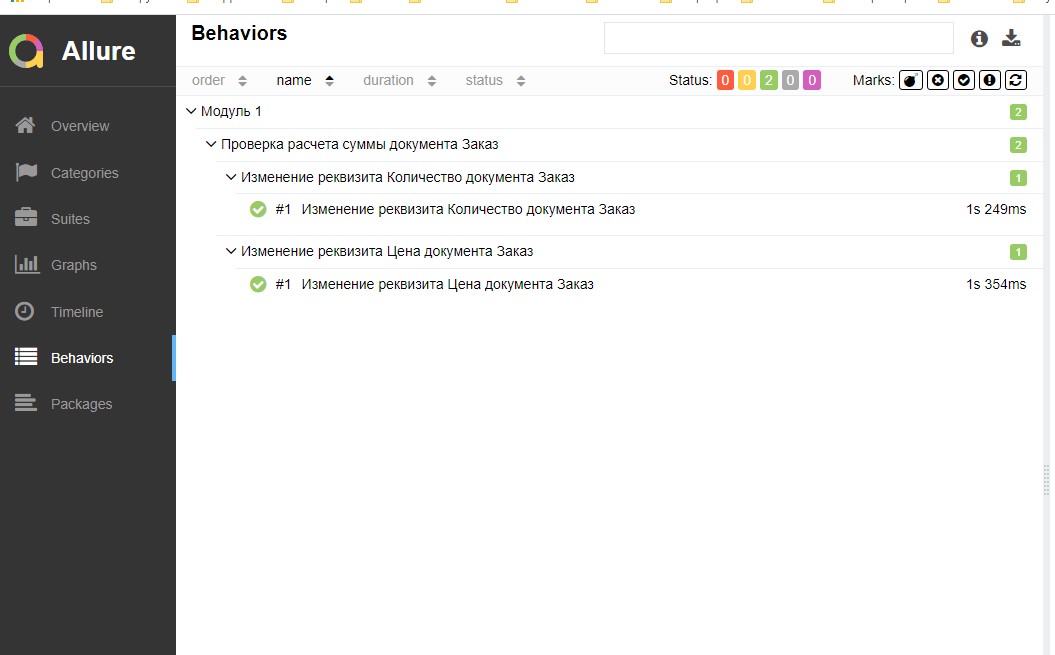 Allure
Overview
Categories
Suites
Graphs
Timeline
Behaviors
Packages
Behaviors
order name duration status Status: 0 0 2 0 0 Marks:
Модуль 1 2
Проверка расчета суммы документа Заказ 2
Изменение реквизита Количество документа Заказ 1
#1 Изменение реквизита Количество документа Заказ 1s 249ms
Изменение реквизита Цена документа Заказ 1
#1 Изменение реквизита Цена документа Заказ 1s 354ms